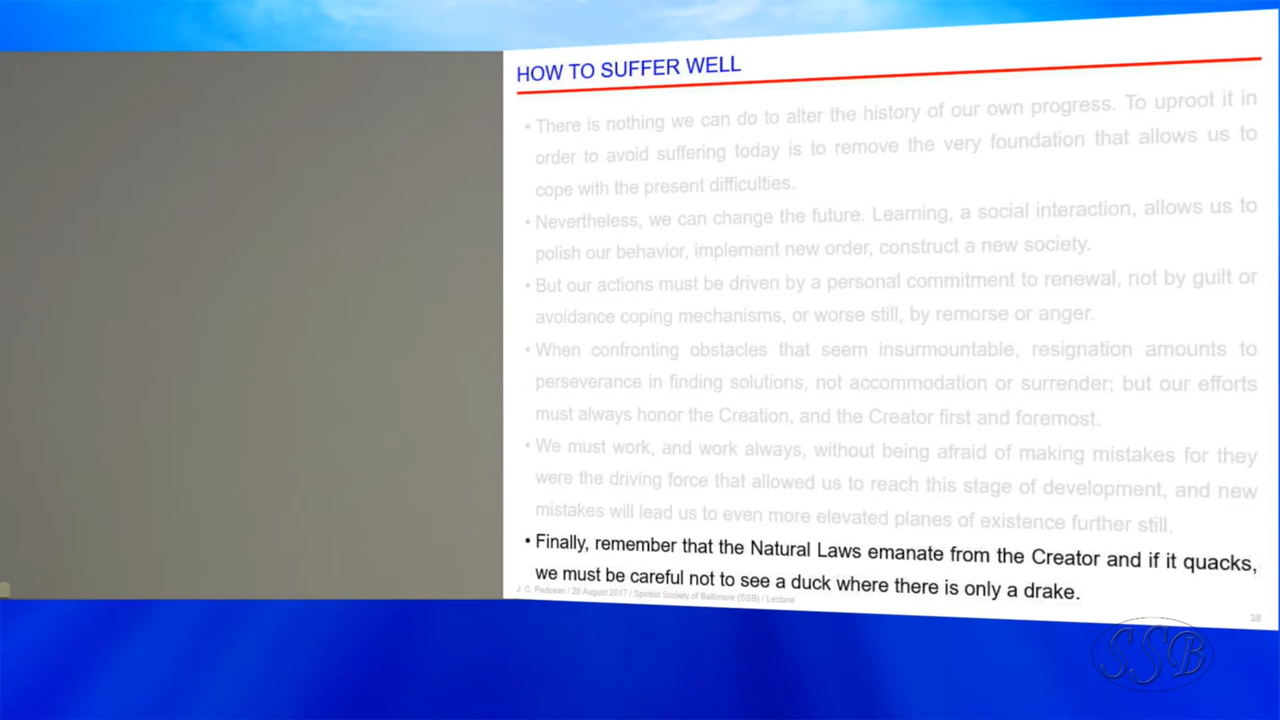 HOW TO SUFFER WELL
• There is nothing we can do to alter the history of our own progress. To uproot it in
order to avoid suffering today is to remove the very foundation that allows us to
cope with the present difficulties.
• Nevertheless, we can change the future. Learning, a social interaction, allows us to
polish our behavior, implement new order, construct a new society.
• But our actions must be driven by a personal commitment to renewal, not by guilt or
avoidance coping mechanisms, or worse still, by remorse or anger.
• When confronting obstacles that seem insurmountable, resignation amounts to
perseverance in finding solutions, not accommodation or surrender; but our efforts
must always honor the Creation, and the Creator first and foremost.
• We must work, and work always, without being afraid of making mistakes for they
were the driving force that allowed us to reach this stage of development, and new
mistakes will lead us to even more elevated planes of existence further still.
• Finally, remember that the Natural Laws emanate from the Creator and if it quacks,
we must be careful not to see a duck where there is only a drake.
J. C. Padovan / 20 August 2017 / Spiritist Society of Baltimore (SSB) / Lecture
38
SSB